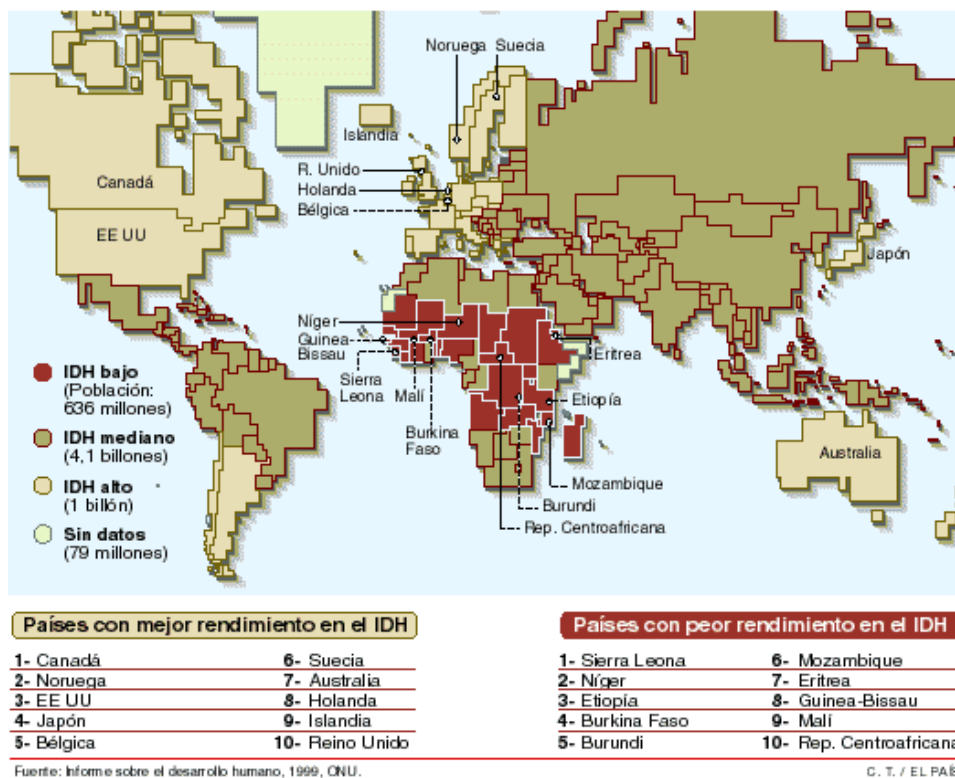 Noruega
Suecia
Islandia
R. Unido
Holanda
Bélgica
Canadá
EE UU
Japón
Níger
Guinea
Bissau
Sierra
Leona
Malí
Burkina
Faso
Eritrea
Etiopía
Mozambique
Burundi
Rep. Centroafricana
Australia
IDH bajo
(Población:
636 millones)
IDH mediano
(4,1 billones)
IDH alto
(1 billón)
Sin datos
(79 millones)
Países con mejor rendimiento en el IDH
1- Canadá
2- Noruega
3- EE UU
4- Japón
5- Bélgica
6- Suecia
7- Australia
8- Holanda
9- Islandia
10- Reino Unido
Países con peor rendimiento en el IDH
1- Sierra Leona
2- Níger
3- Etiopía
4- Burkina Faso
5- Burundi
6- Mozambique
7- Eritrea
8- Guinea-Bissau
9- Malí
10- Rep. Centroafricana
Fuente: Informe sobre el desarrollo humano, 1999, ONU.
C. T. / EL PAÍS